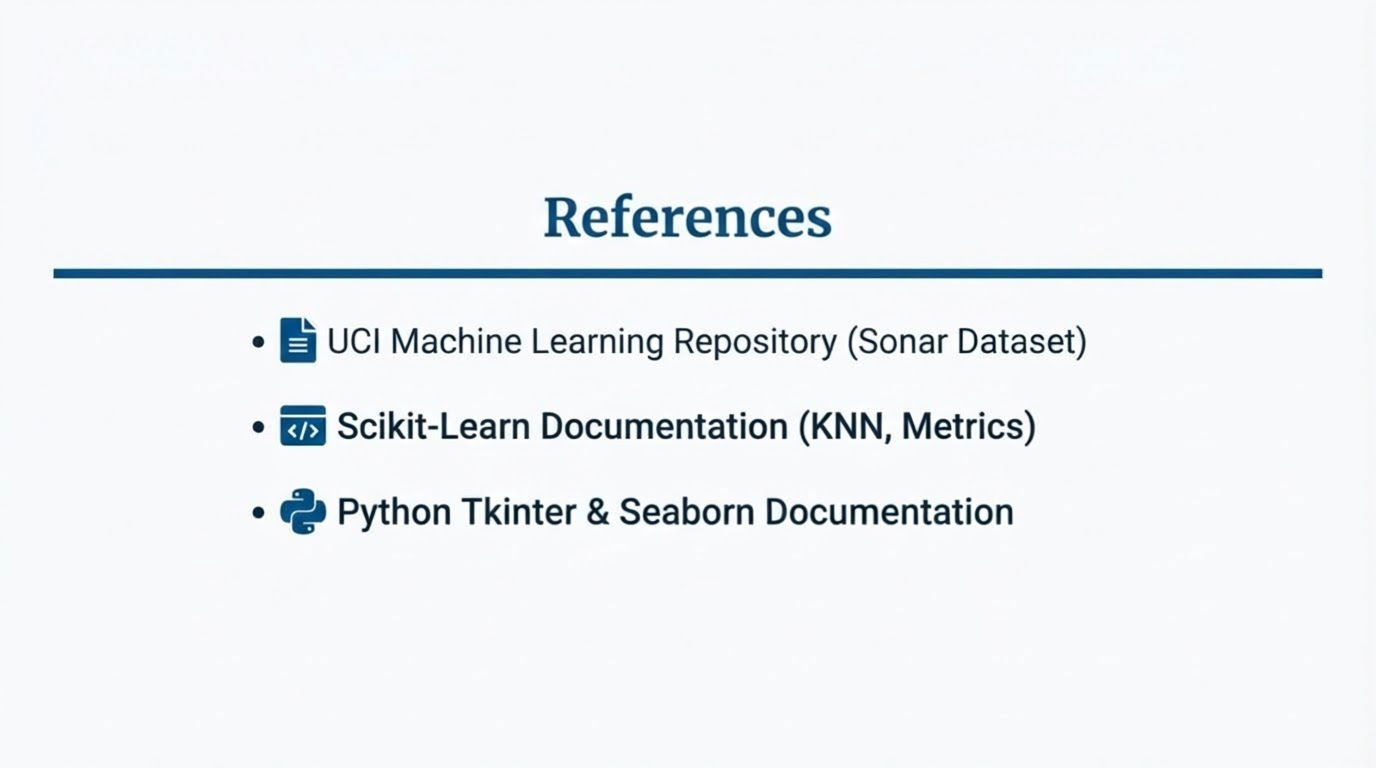 References
• UCI Machine Learning Repository (Sonar Dataset)
• </> Scikit-Learn Documentation (KNN, Metrics)
• Python Tkinter & Seaborn Documentation